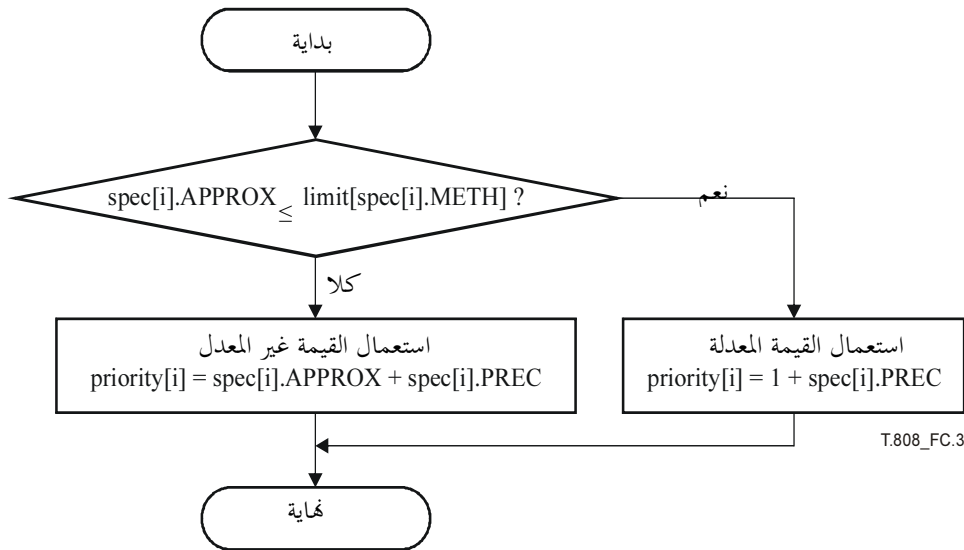 بداية
spec[i].APPROX ≤ limit[spec[i].METH] ?
نعم
كلا
استعمال القيمة غير المعدل
priority[i] = spec[i].APPROX + spec[i].PREC
استعمال القيمة المعدلة
priority[i] = 1 + spec[i].PREC
T.808_FC.3
نهاية